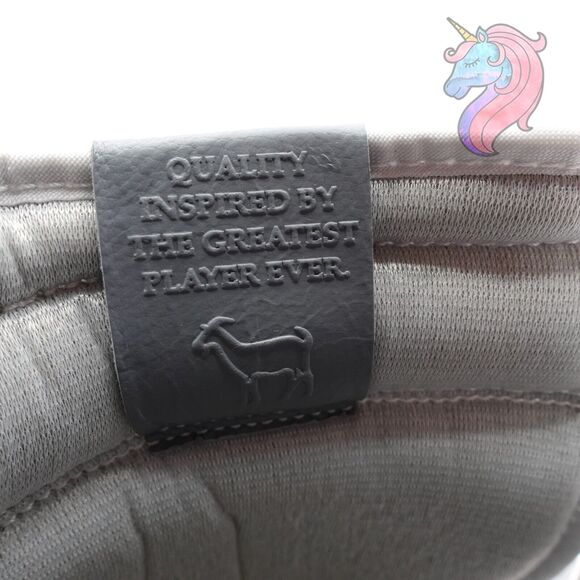 QUALITY
INSPIRED BY
THE GREATEST
PLAYER EVER.